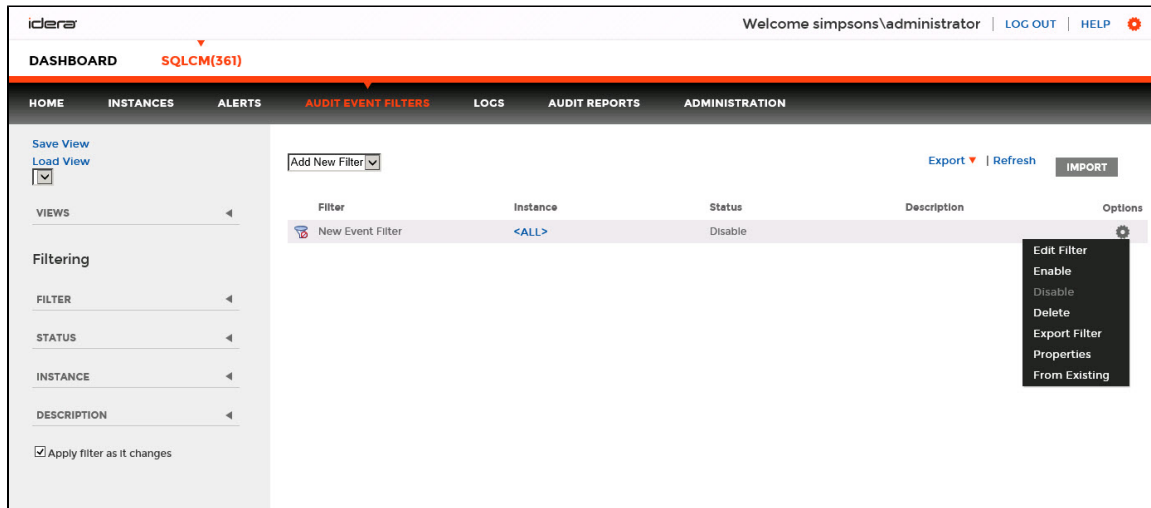 idera
Welcome simpsons\administrator | LOG OUT | HELP
DASHBOARD SQLCM(361)
HOME INSTANCES ALERTS AUDIT EVENT FILTERS LOGS AUDIT REPORTS ADMINISTRATION
Save View
Load View
VIEWS
Filtering
FILTER
STATUS
INSTANCE
DESCRIPTION
Apply filter as it changes
Add New Filter
Export | Refresh IMPORT
Filter Instance Status Description Options
New Event Filter <ALL> Disable
Edit Filter
Enable
Disable
Delete
Export Filter
Properties
From Existing